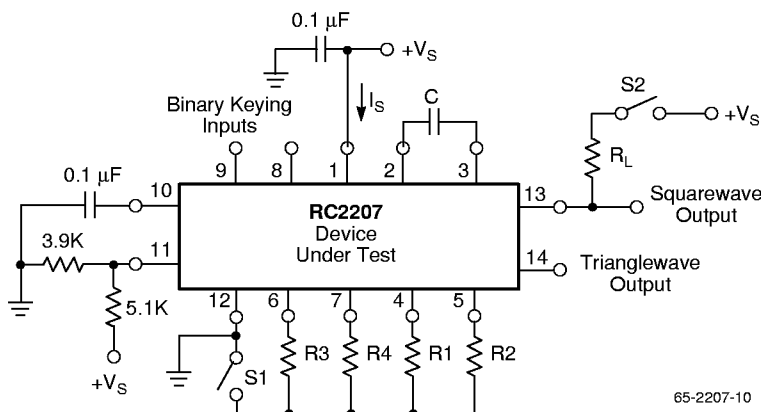 0.1 µF
+VS
IS
C
S2
+VS
Binary Keying
Inputs
RL
9
8
1
2
3
0.1 µF
10
13
RC2207
Device
Under Test
Squarewave
Output
3.9K
11
14
Trianglewave
Output
5.1K
12
6
7
4
5
+VS
S1
R3
R4
R1
R2
65-2207-10